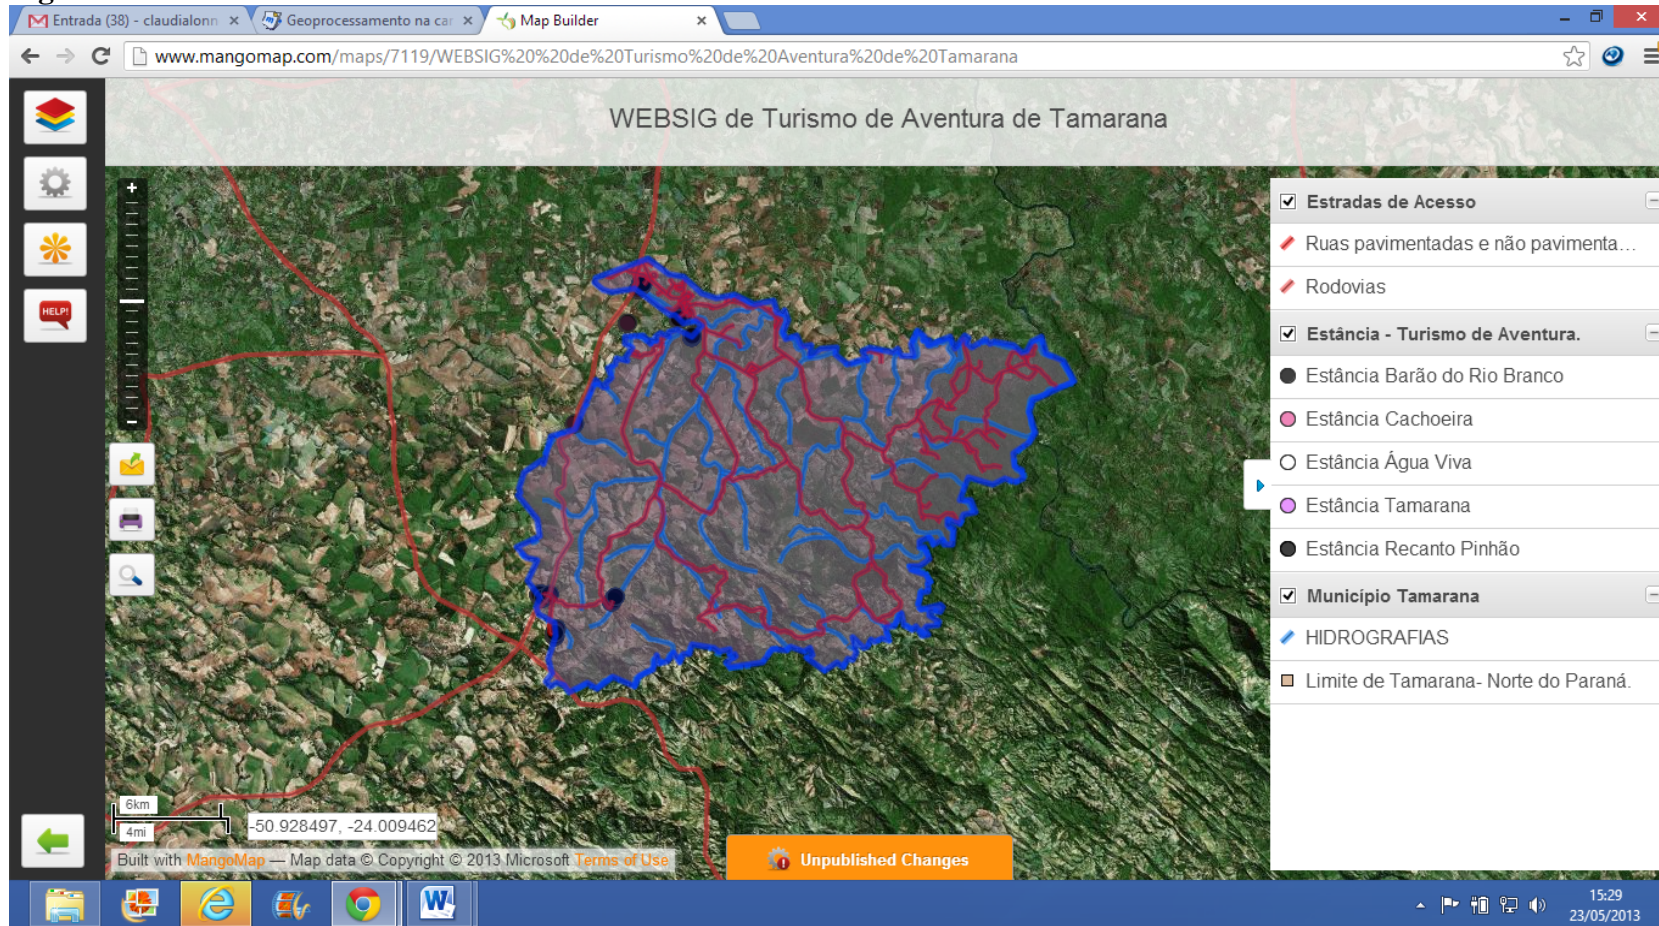 Entrada (38) - claudialonn
Geoprocessamento na car
Map Builder
www.mangomap.com/maps/7119/WEBSIG%20%20de%20Turismo%20de%20Aventura%20de%20Tamarana
WEBSIG de Turismo de Aventura de Tamarana
HELP!
Estradas de Acesso
Ruas pavimentadas e não pavimenta...
Rodovias
Estância - Turismo de Aventura.
Estância Barão do Rio Branco
Estância Cachoeira
Estância Água Viva
Estância Tamarana
Estância Recanto Pinhão
Município Tamarana
HIDROGRAFIAS
Limite de Tamarana- Norte do Paraná.
6km
4mi
-50.928497, -24.009462
Built with MangoMap — Map data © Copyright © 2013 Microsoft Terms of Use
Unpublished Changes
15:29
23/05/2013